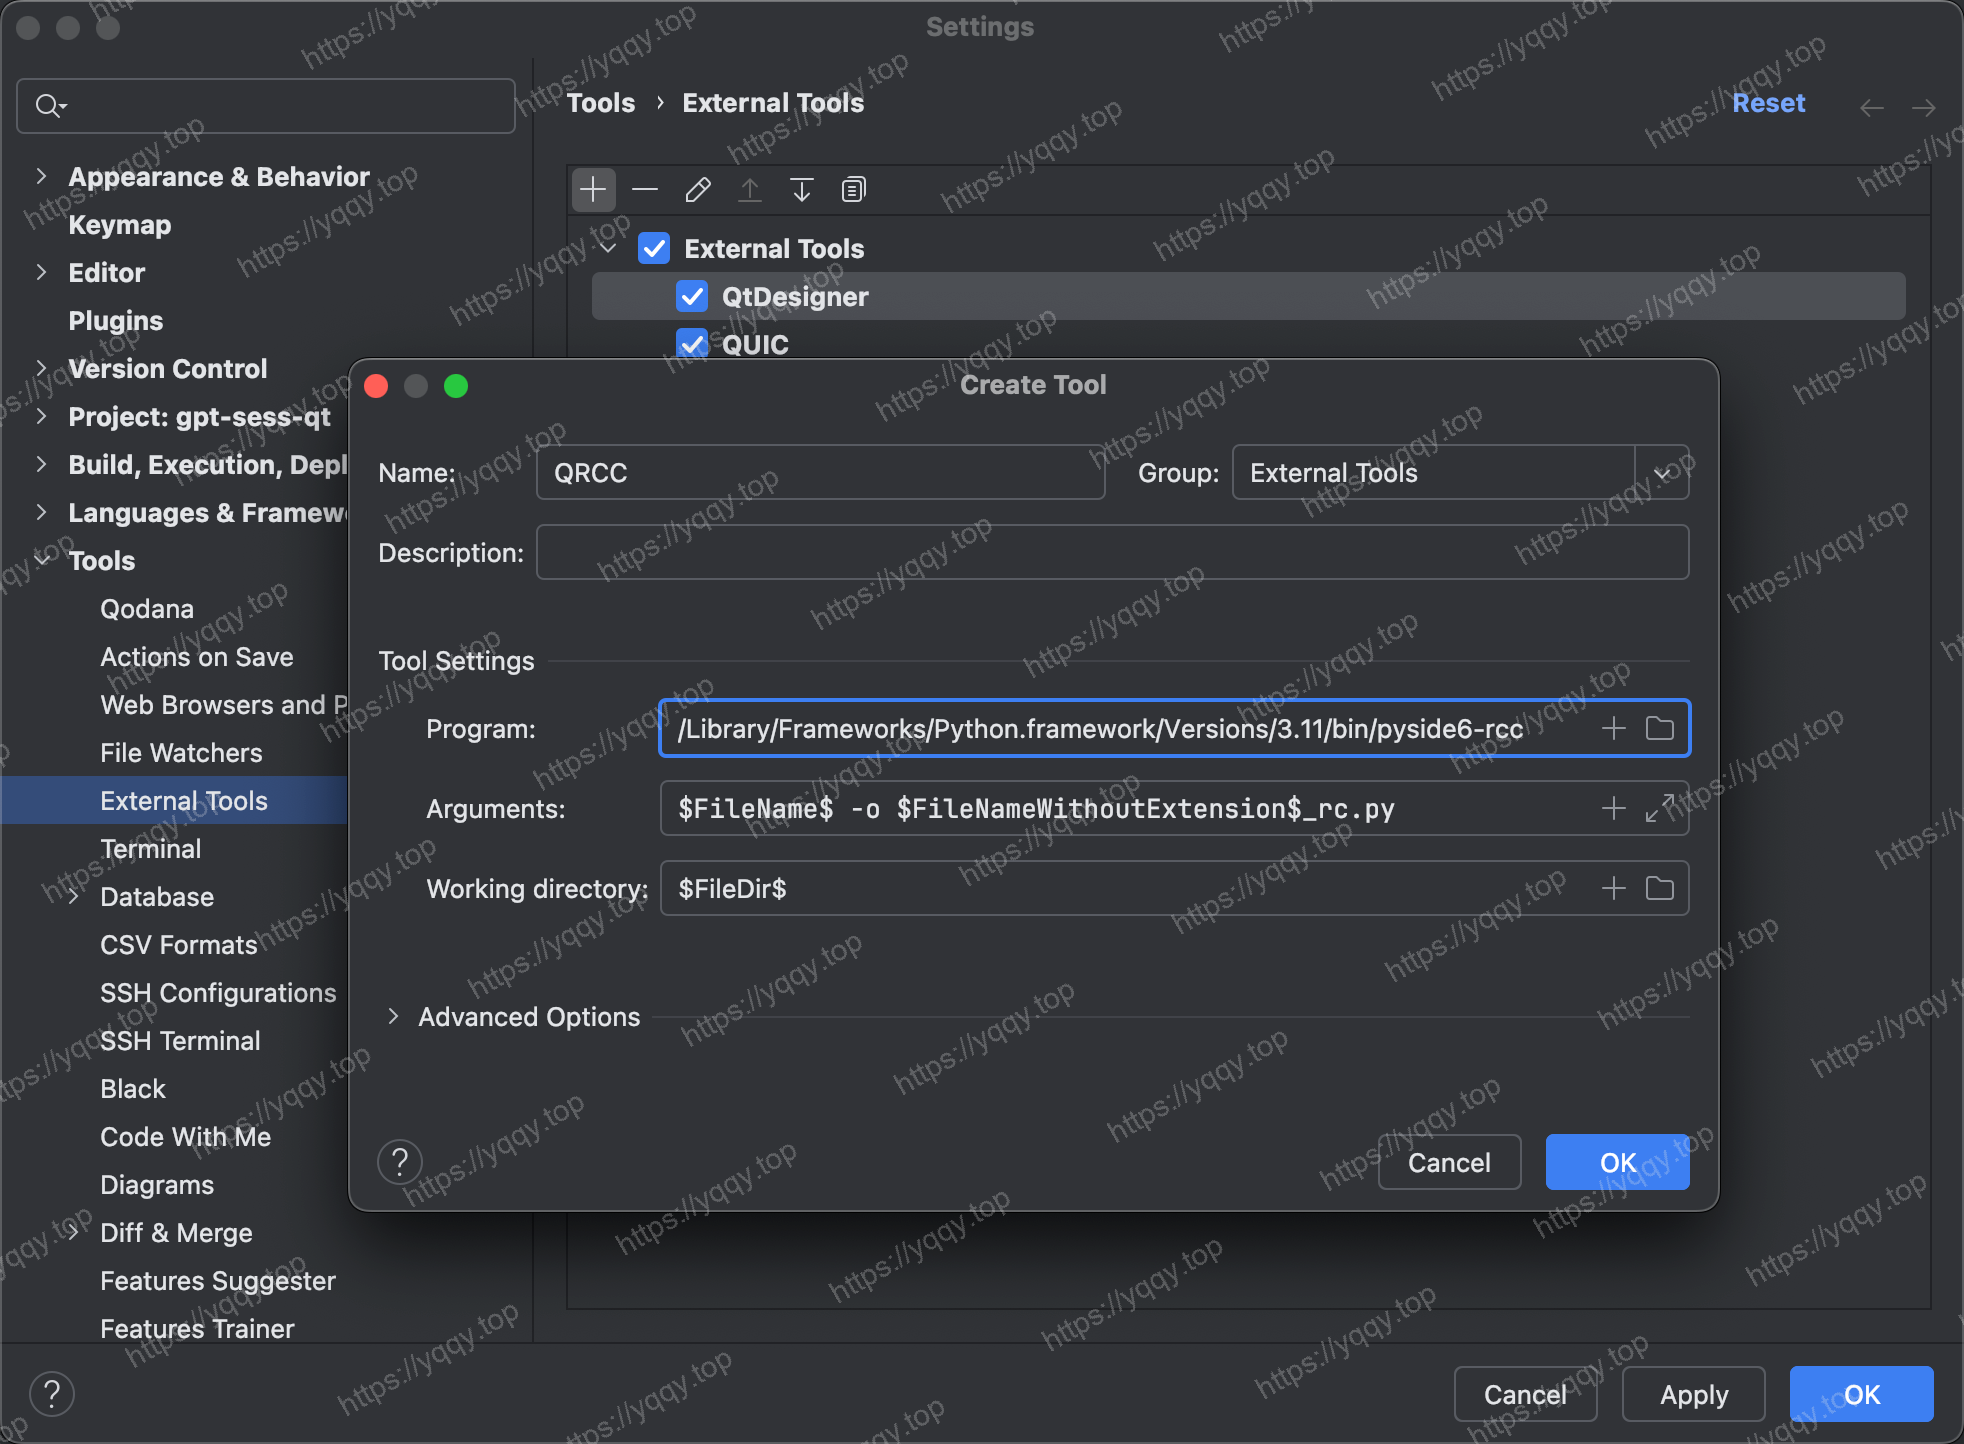 Settings
Tools › External Tools
Reset
Appearance & Behavior
Keymap
Editor
Plugins
Version Control
Project: gpt-sess-qt
Build, Execution, Depl
Languages & Framew
Tools
Qodana
Actions on Save
Web Browsers and P
File Watchers
External Tools
Terminal
Database
CSV Formats
SSH Configurations
SSH Terminal
Black
Code With Me
Diagrams
Diff & Merge
Features Suggester
Features Trainer
External Tools
QtDesigner
QUIC
Create Tool
Name: QRCC Group: External Tools
Description:
Tool Settings
Program: /Library/Frameworks/Python.framework/Versions/3.11/bin/pyside6-rcc
Arguments: $FileName$ -o $FileNameWithoutExtension$_rc.py
Working directory: $FileDir$
Advanced Options
? Cancel OK
? Cancel Apply OK
https://yqqy.top